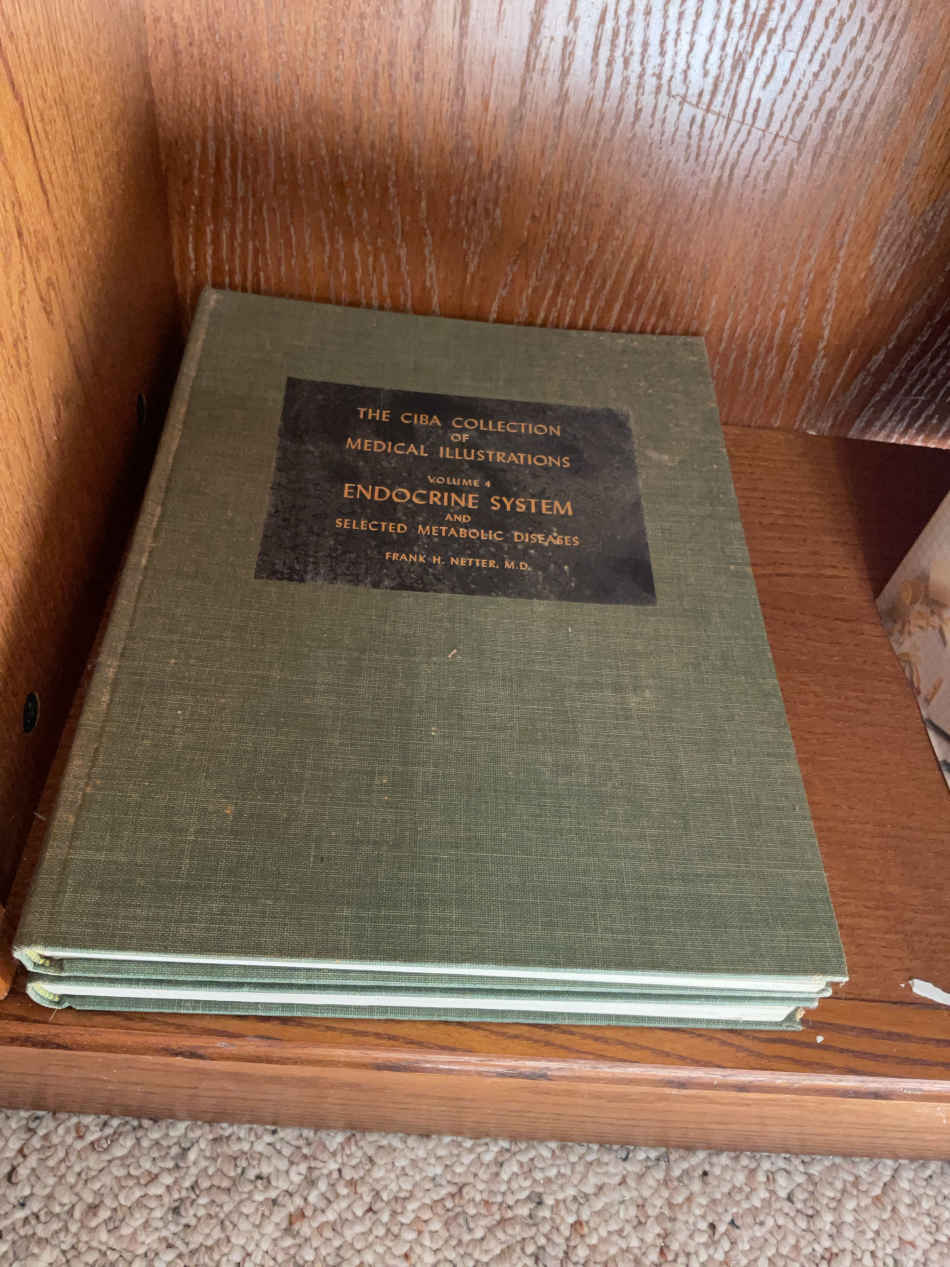 THE CIBA COLLECTION
OF
MEDICAL ILLUSTRATIONS
VOLUME 4
ENDOCRINE SYSTEM
AND
SELECTED METABOLIC DISEASES
FRANK H. NETTER, M.D.